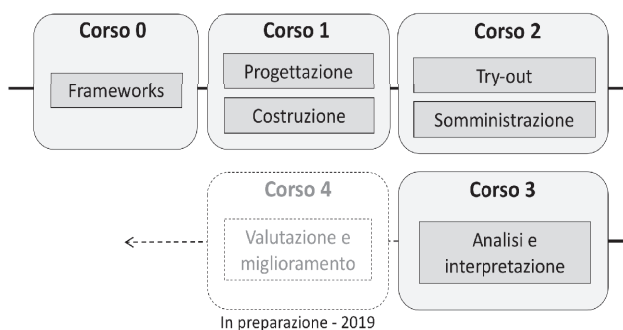 Corso 0
Frameworks
Corso 1
Progettazione
Costruzione
Corso 2
Try-out
Somministrazione
Corso 4
Valutazione e
miglioramento
In preparazione - 2019
Corso 3
Analisi e
interpretazione